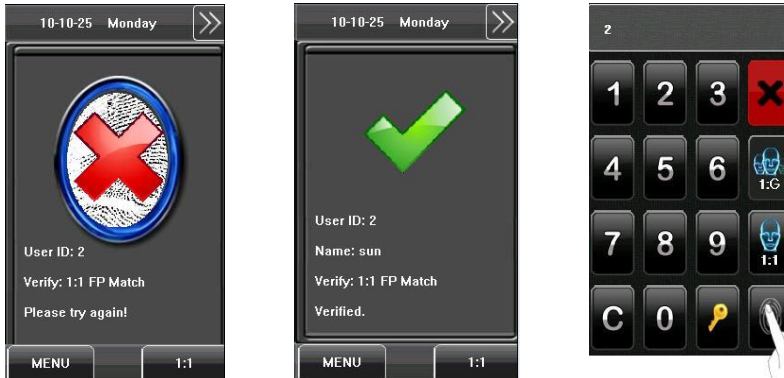 10-10-25 Monday
User ID: 2
Verify: 1:1 FP Match
Please try again!
MENU 1:1
10-10-25 Monday
User ID: 2
Name: sun
Verify: 1:1 FP Match
Verified.
MENU 1:1
2
1 2 3
4 5 6 1:G
7 8 9 1:1
C 0